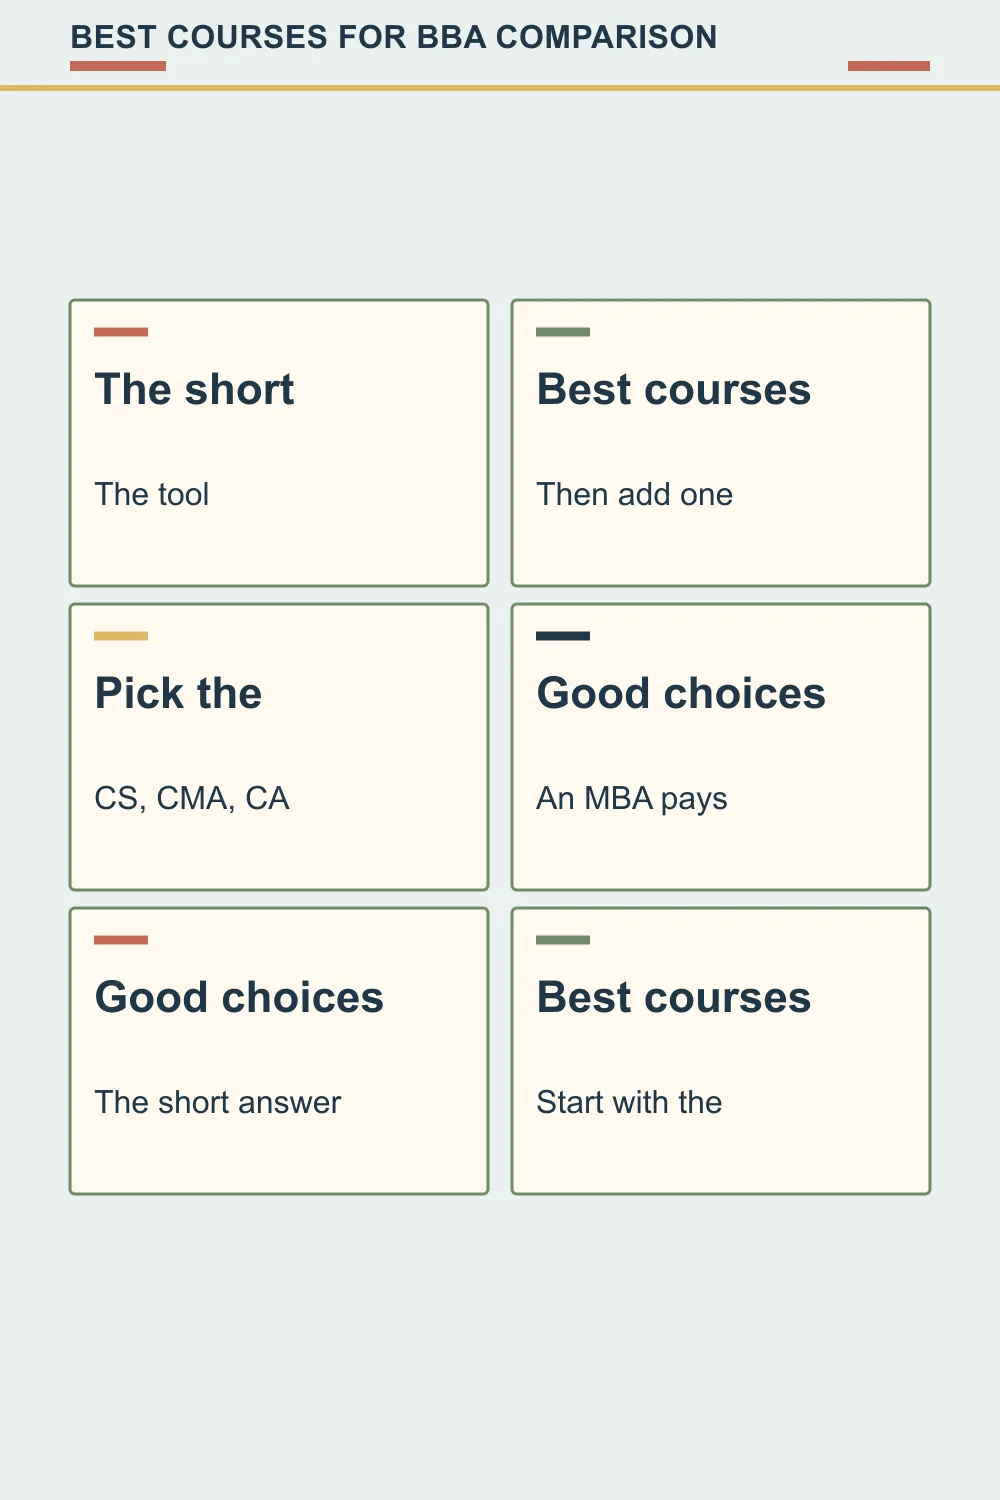 BEST COURSES FOR BBA COMPARISON
The short
The tool
Best courses
Then add one
Pick the
CS, CMA, CA
Good choices
An MBA pays
Good choices
The short answer
Best courses
Start with the